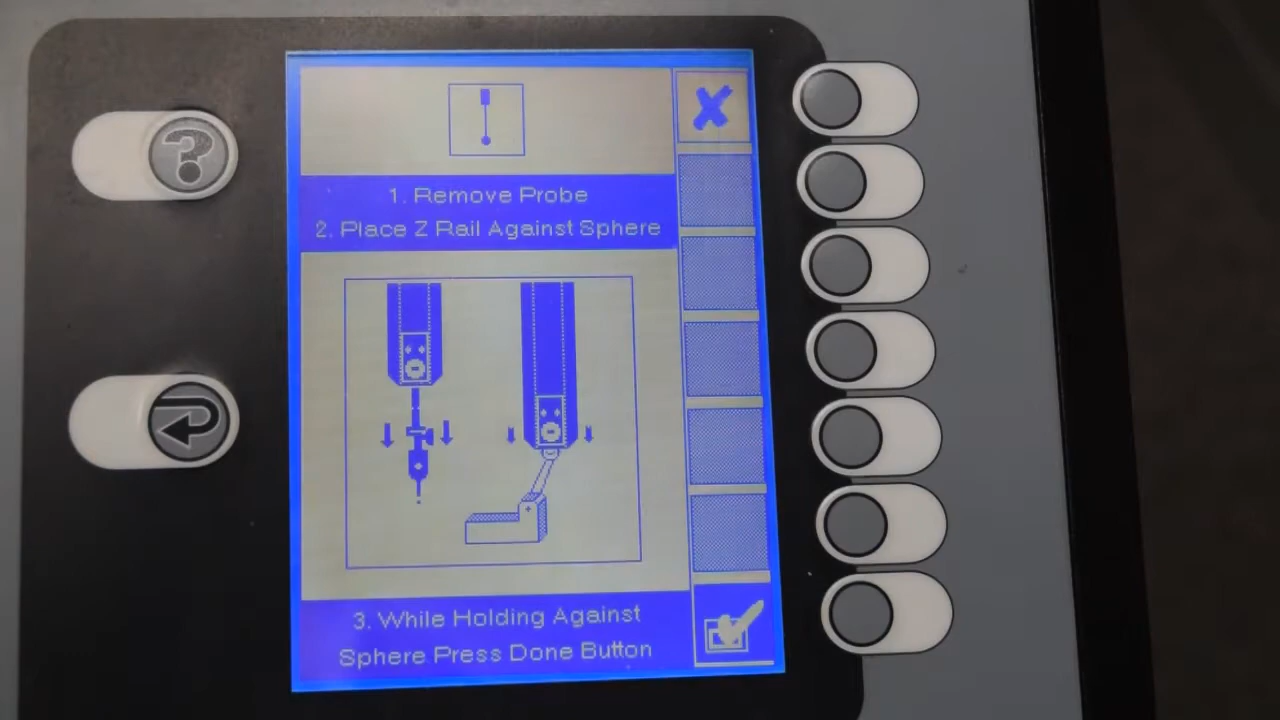 ?
1. Remove Probe
2. Place Z Rail Against Sphere
3. While Holding Against
Sphere Press Done Button